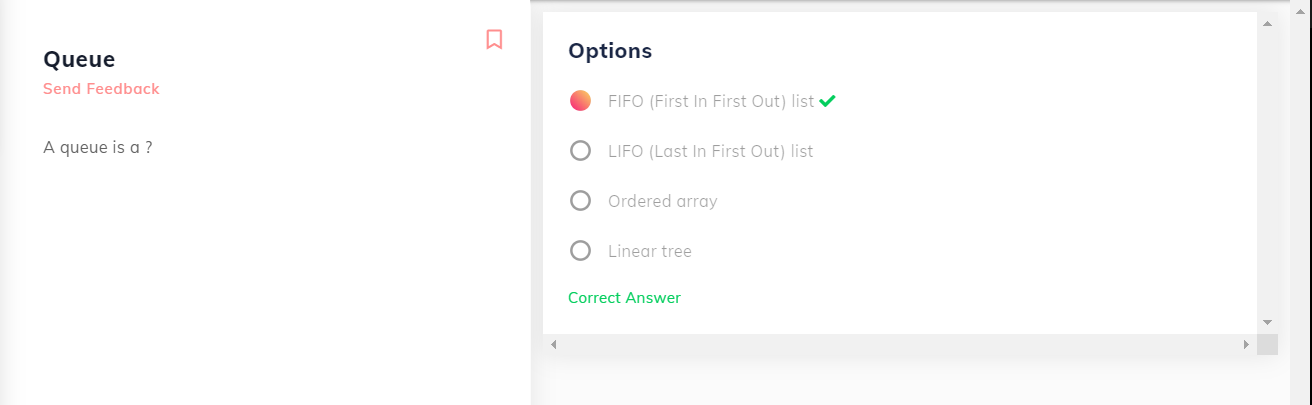 Queue
Send Feedback
A queue is a ?
Options
FIFO (First In First Out) list
LIFO (Last In First Out) list
Ordered array
Linear tree
Correct Answer